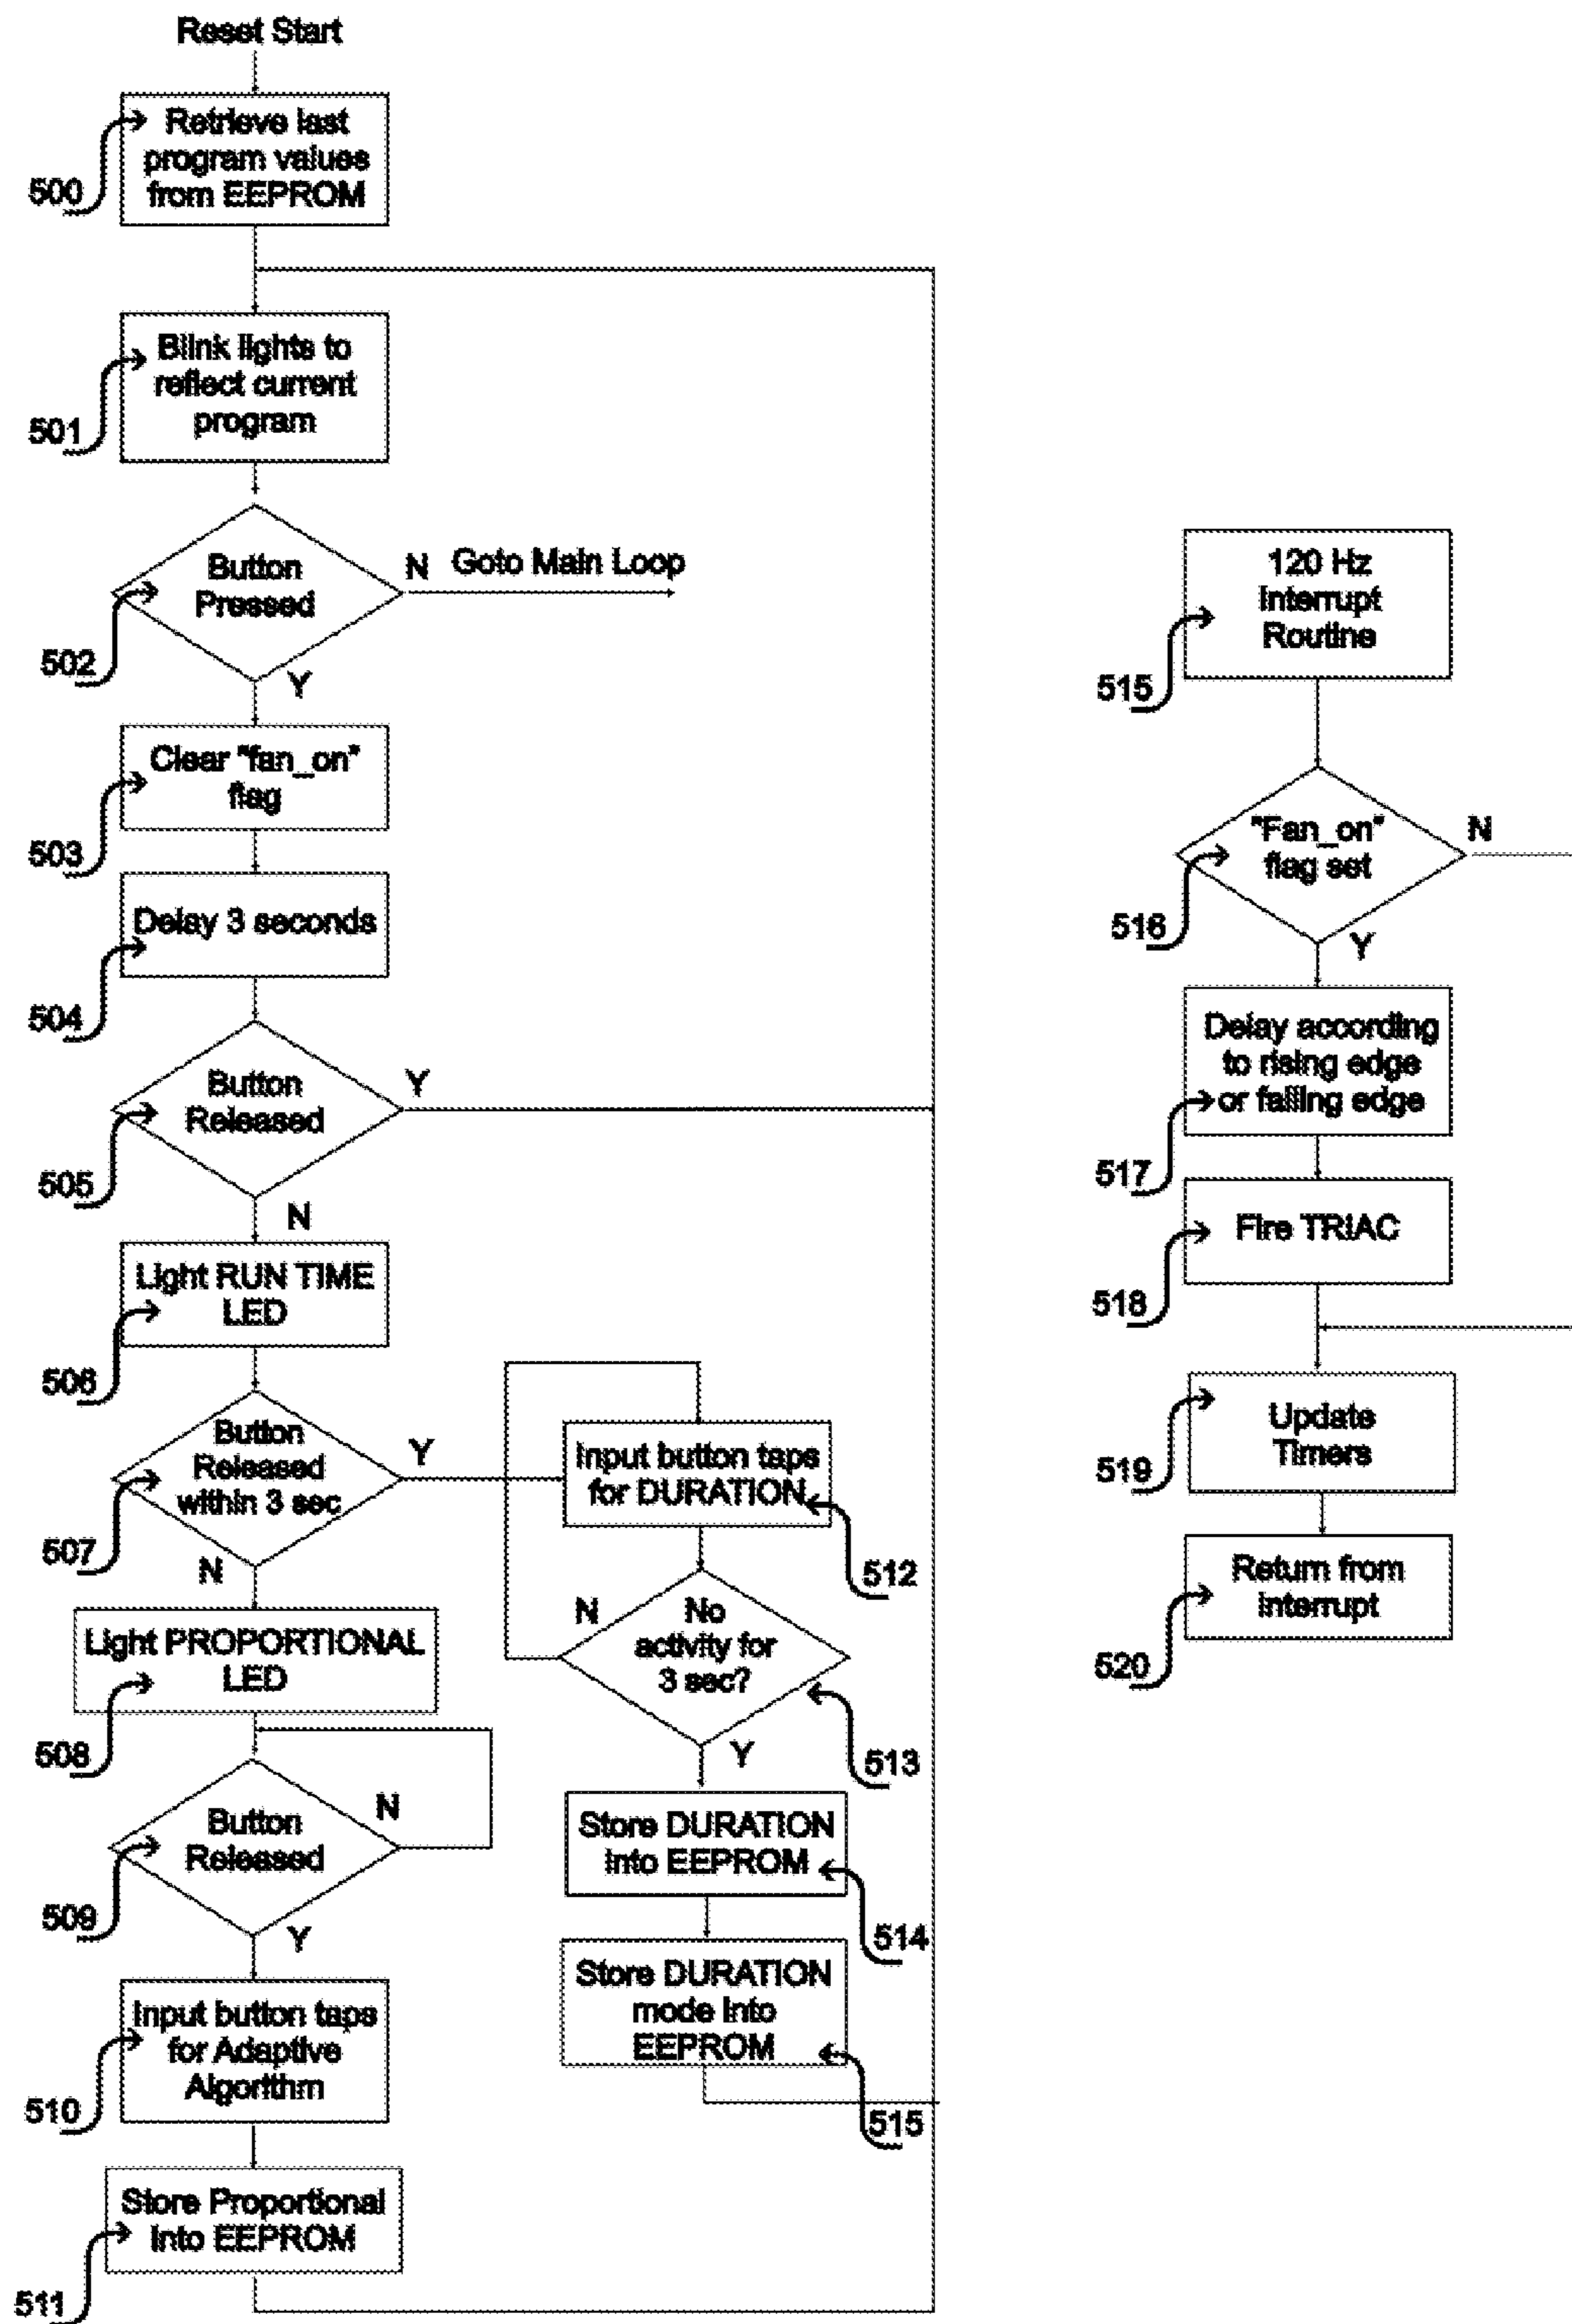 Reset Start
Retrieve last
program values
from EEPROM
500
Blink lights to
reflect current
program
501
Button
Pressed
N
Goto Main Loop
502
Y
Clear "fan_on"
flag
503
Delay 3 seconds
504
Button
Released
Y
505
N
Light RUN TIME
LED
506
Button
Released
within 3 sec
Y
507
N
Light PROPORTIONAL
LED
508
Button
Released
N
509
Y
Input button taps
for Adaptive
Algorithm
510
Store Proportional
Into EEPROM
511
Input button taps
for DURATION
512
N
No
activity for
3 sec?
513
Y
Store DURATION
Into EEPROM
514
Store DURATION
mode Into
EEPROM
515
120 Hz
Interrupt
Routine
515
"Fan_on"
flag set
N
516
Y
Delay according
to rising edge
or falling edge
517
Fire TRIAC
518
Update
Timers
519
Return from
interrupt
520